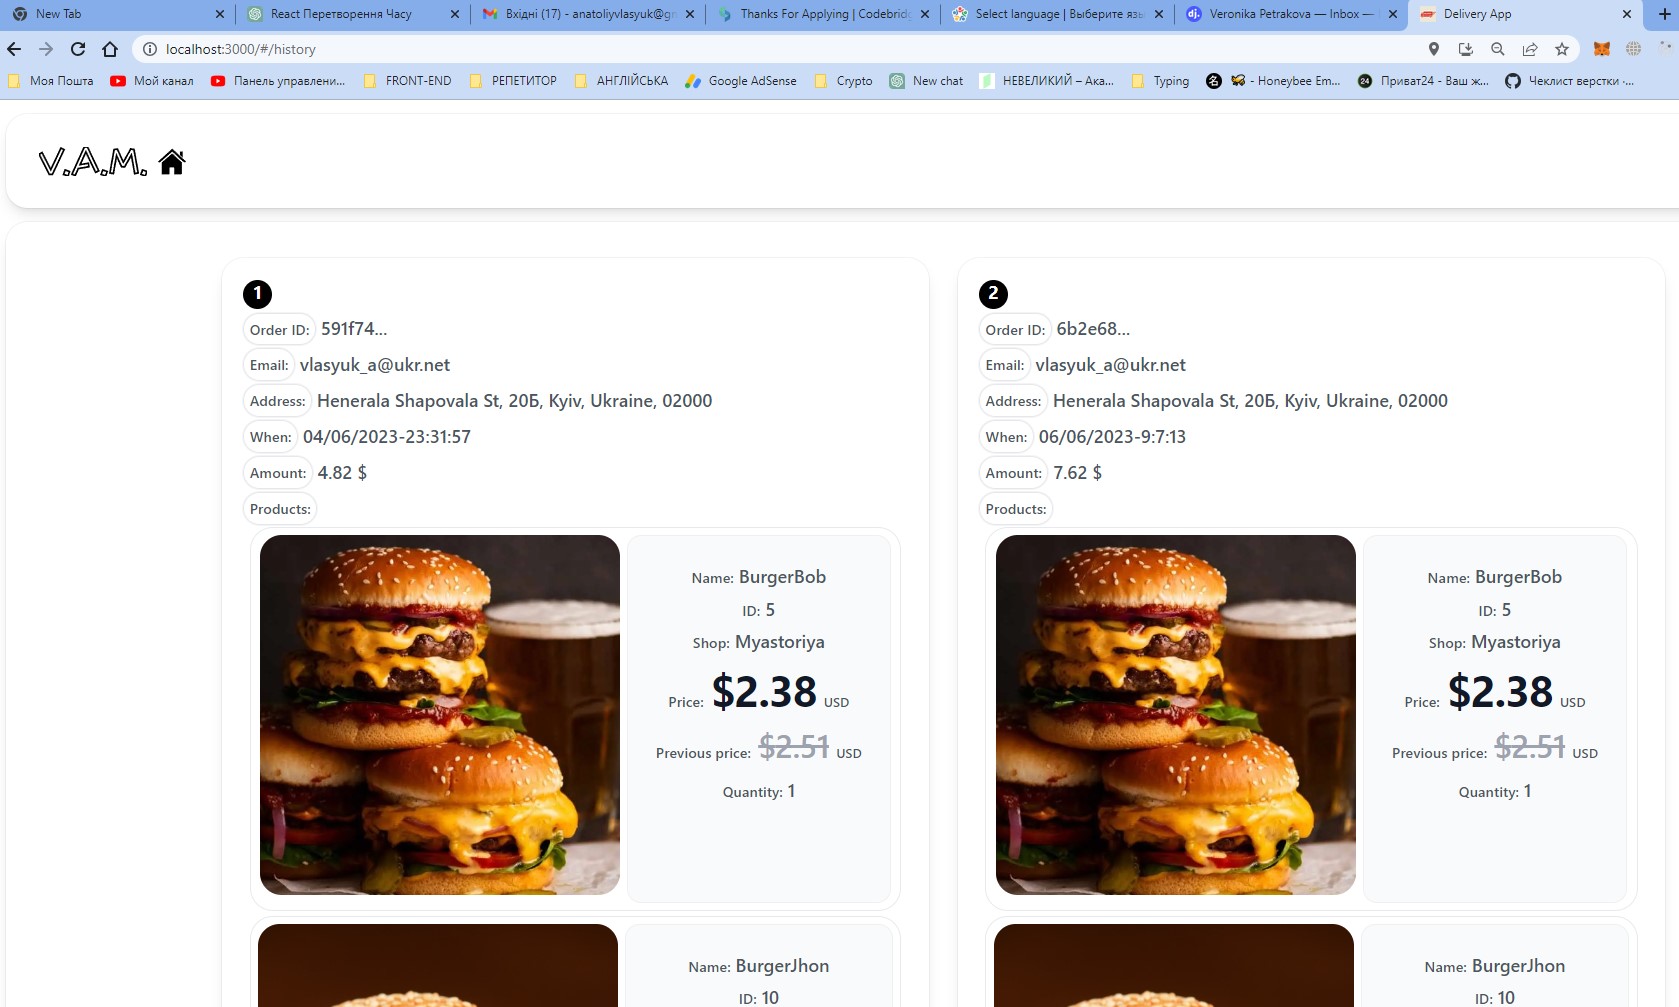 New Tab
React Перетворення Часу
Вхідні (17) - anatoliyvlasyuk@gm
Thanks For Applying | Codebridg
Select language | Выберите язы
Veronika Petrakova — Inbox —
Delivery App
localhost:3000/#/history
Моя Пошта
Мой канал
Панель управлени...
FRONT-END
РЕПЕТИТОР
АНГЛІЙСЬКА
Google AdSense
Crypto
New chat
НЕВЕЛИКИЙ – Ака...
Typing
- Honeybee Em...
Приват24 - Ваш ж...
Чеклист верстки ·...
V.A.M.
1
Order ID: 591f74...
Email: vlasyuk_a@ukr.net
Address: Henerala Shapovala St, 20Б, Kyiv, Ukraine, 02000
When: 04/06/2023-23:31:57
Amount: 4.82 $
Products:
Name: BurgerBob
ID: 5
Shop: Myastoriya
Price: $2.38 USD
Previous price: $2.51 USD
Quantity: 1
Name: BurgerJhon
ID: 10
2
Order ID: 6b2e68...
Email: vlasyuk_a@ukr.net
Address: Henerala Shapovala St, 20Б, Kyiv, Ukraine, 02000
When: 06/06/2023-9:7:13
Amount: 7.62 $
Products:
Name: BurgerBob
ID: 5
Shop: Myastoriya
Price: $2.38 USD
Previous price: $2.51 USD
Quantity: 1
Name: BurgerJhon
ID: 10